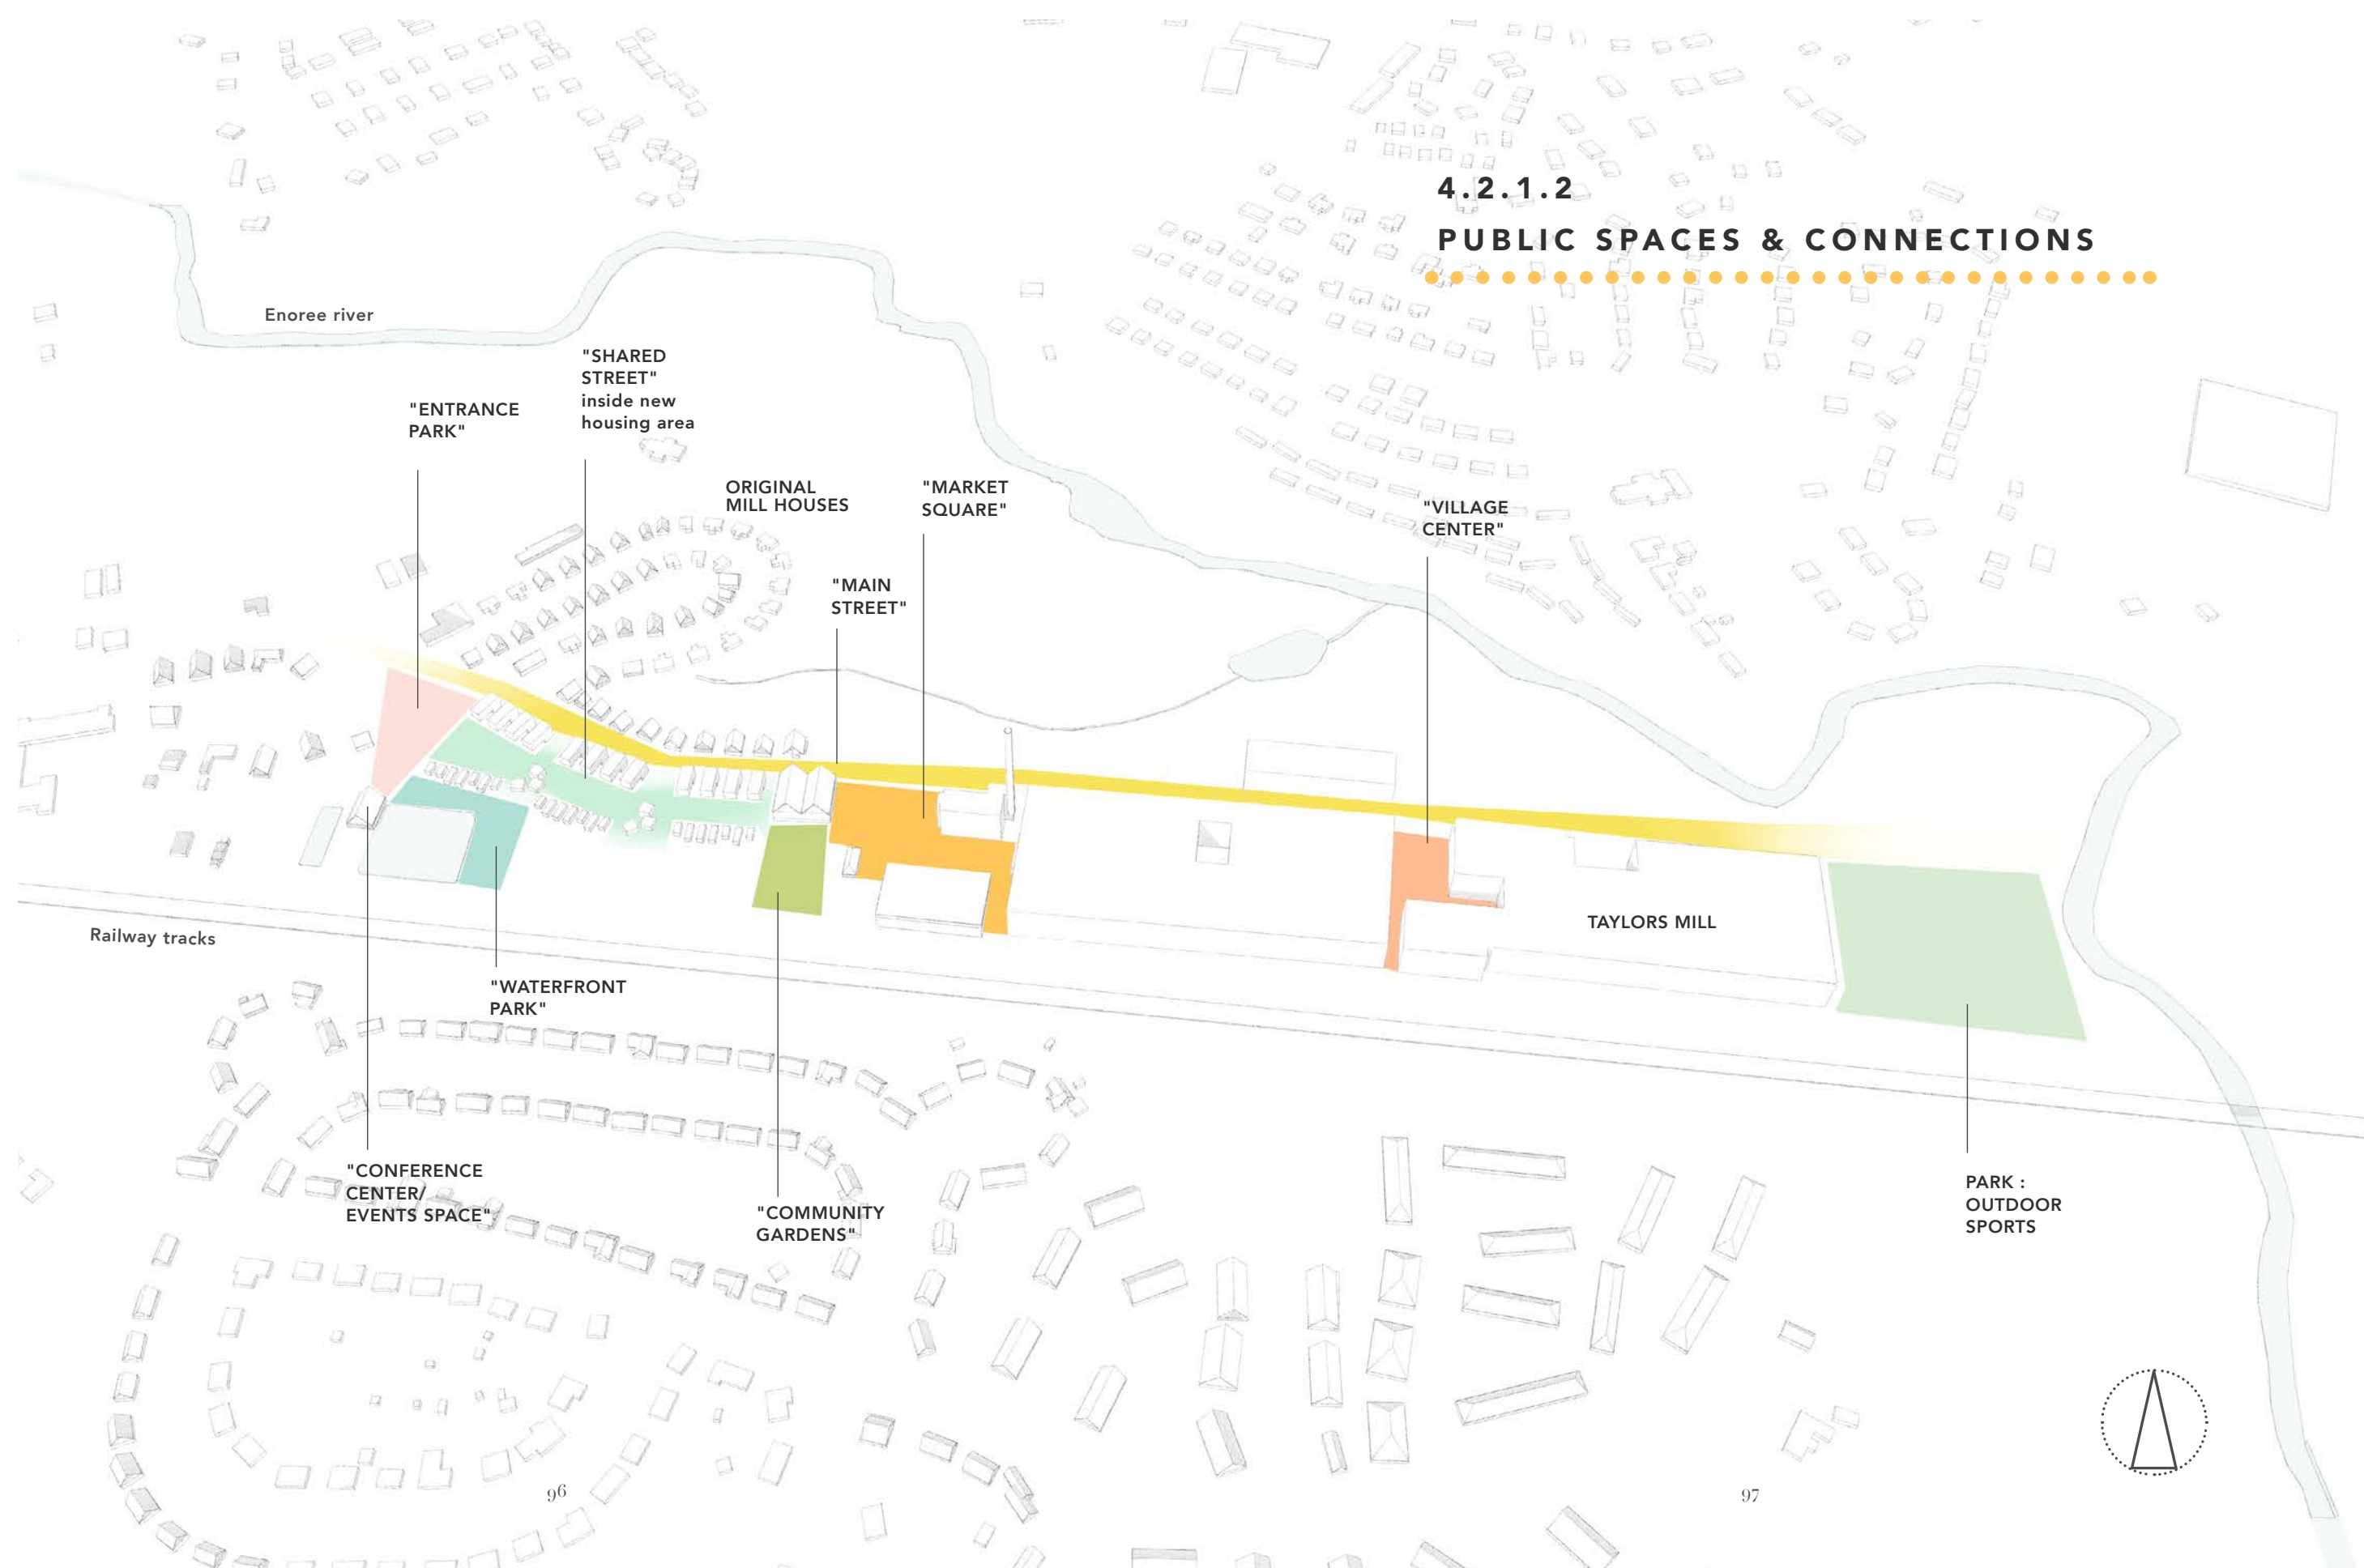 4.2.1.2
PUBLIC SPACES & CONNECTIONS
Enoree river
"SHARED
STREET"
inside new
housing area
"ENTRANCE
PARK"
ORIGINAL
MILL HOUSES
"MARKET
SQUARE"
"VILLAGE
CENTER"
"MAIN
STREET"
TAYLORS MILL
Railway tracks
"WATERFRONT
PARK"
"CONFERENCE
CENTER/
EVENTS SPACE"
"COMMUNITY
GARDENS"
PARK :
OUTDOOR
SPORTS
96
97